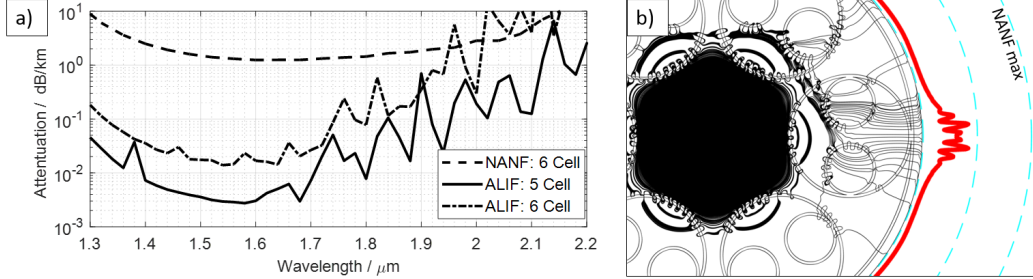 a)
10¹
10⁰
10⁻¹
10⁻²
10⁻³
Attentuation / dB/km
NANF: 6 Cell
ALIF: 5 Cell
ALIF: 6 Cell
1.3 1.4 1.5 1.6 1.7 1.8 1.9 2 2.1 2.2
Wavelength / μm
b)
NANF max